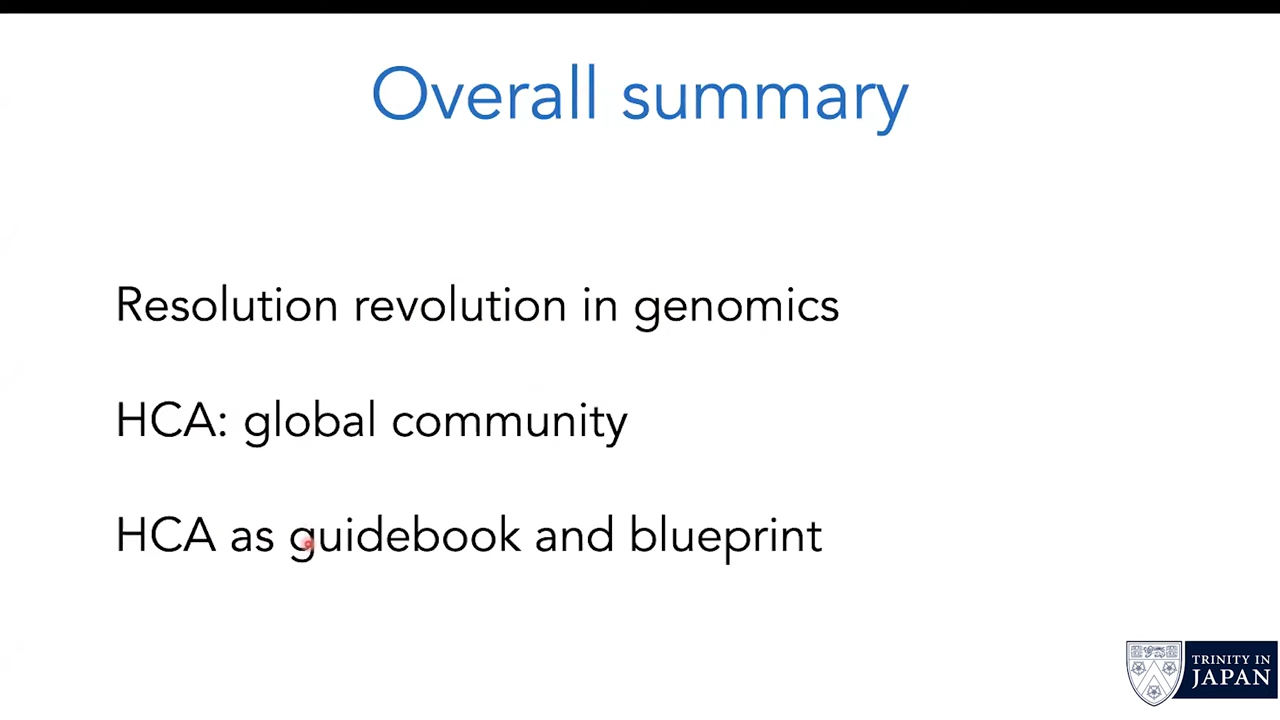 Overall summary
Resolution revolution in genomics
HCA: global community
HCA as guidebook and blueprint
TRINITY IN
JAPAN